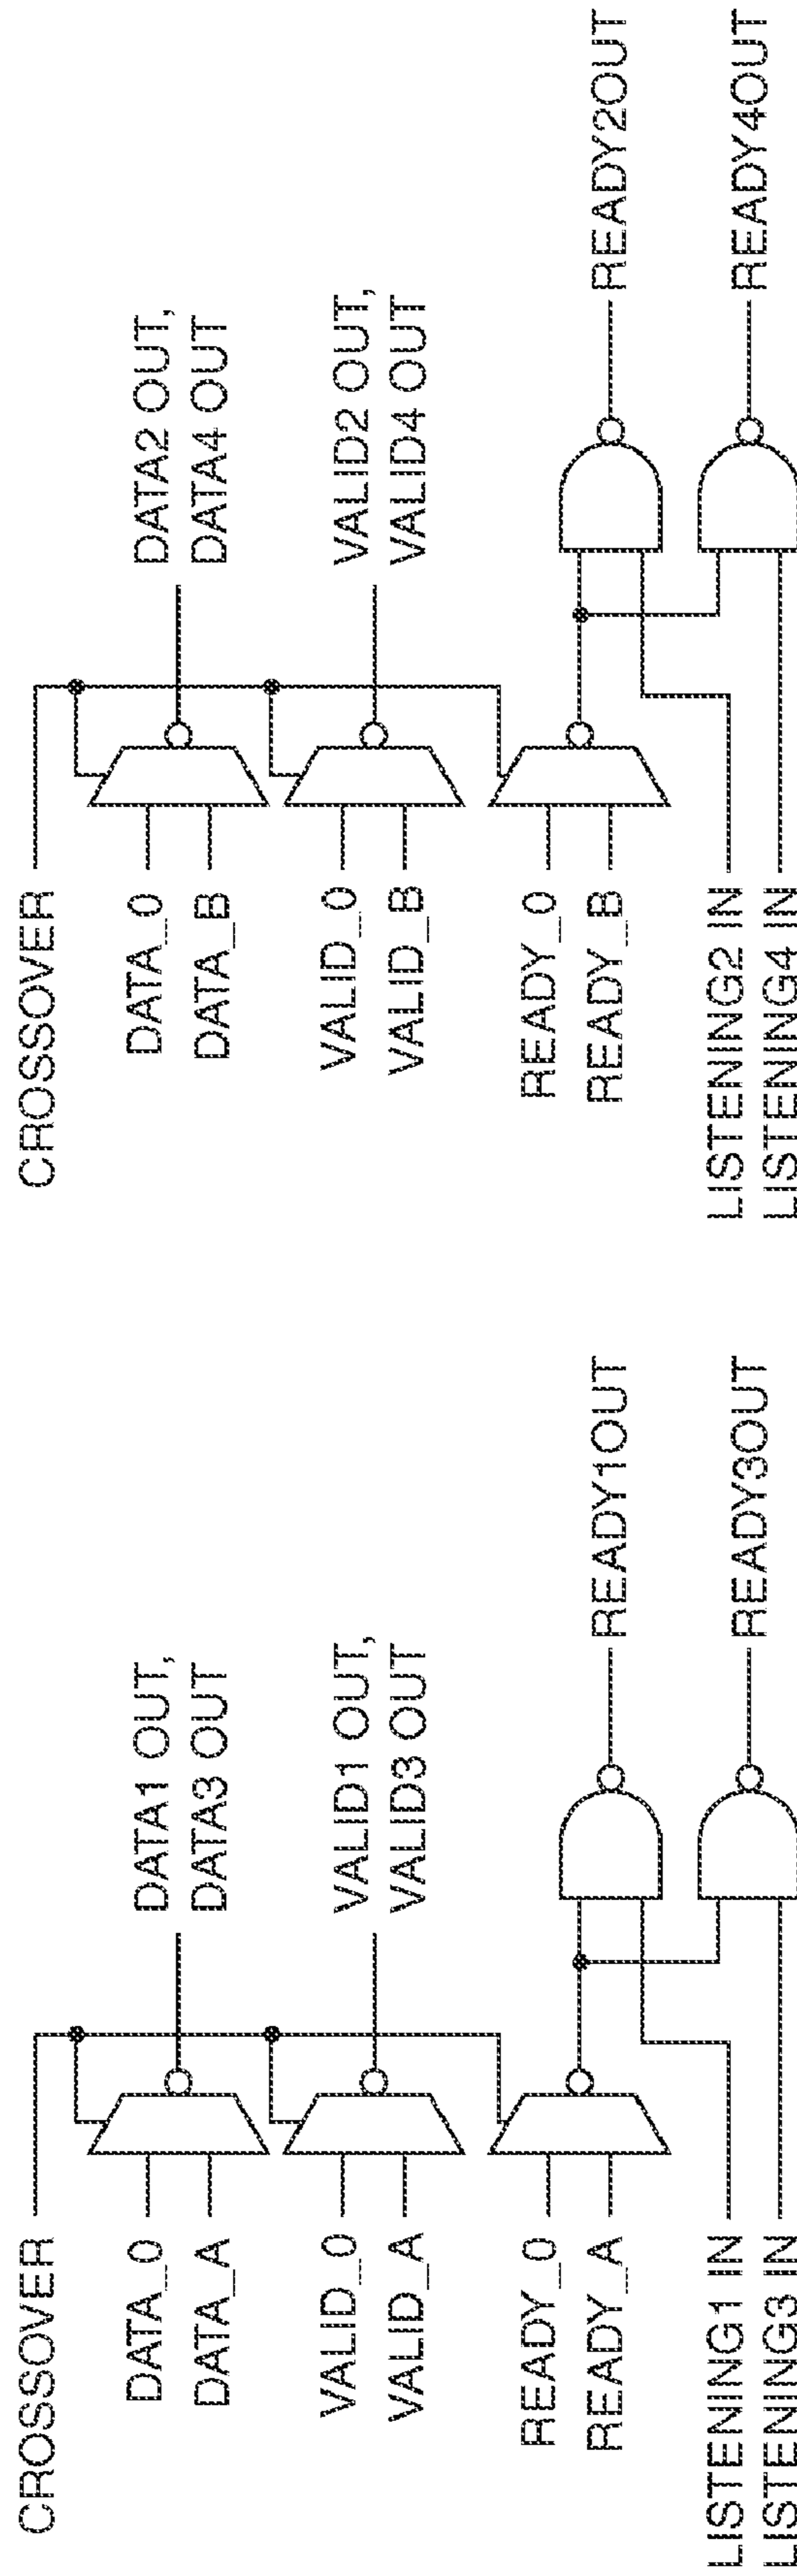 CROSSOVER
DATA_0
DATA_A
VALID_0
VALID_A
READY_0
READY_A
LISTENING1 IN
LISTENING3 IN
DATA1 OUT,
DATA3 OUT
VALID1 OUT,
VALID3 OUT
READY1OUT
READY3OUT
CROSSOVER
DATA_0
DATA_B
VALID_0
VALID_B
READY_0
READY_B
LISTENING2 IN
LISTENING4 IN
DATA2 OUT,
DATA4 OUT
VALID2 OUT,
VALID4 OUT
READY2OUT
READY4OUT